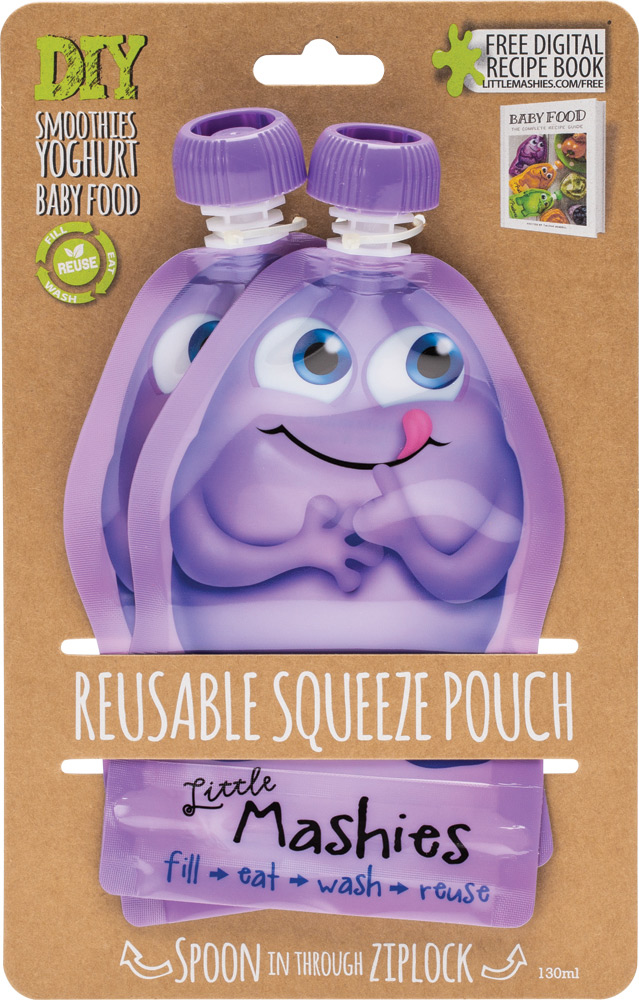 DIY
SMOOTHIES
YOGHURT
BABY FOOD
FILL
EAT
WASH
REUSE
FREE DIGITAL
RECIPE BOOK
LITTLEMASHIES.COM/FREE
BABY FOOD
THE COMPLETE RECIPE GUIDE
REUSABLE SQUEEZE POUCH
Little
Mashies
fill → eat → wash → reuse
SPOON IN THROUGH ZIPLOCK
130ml